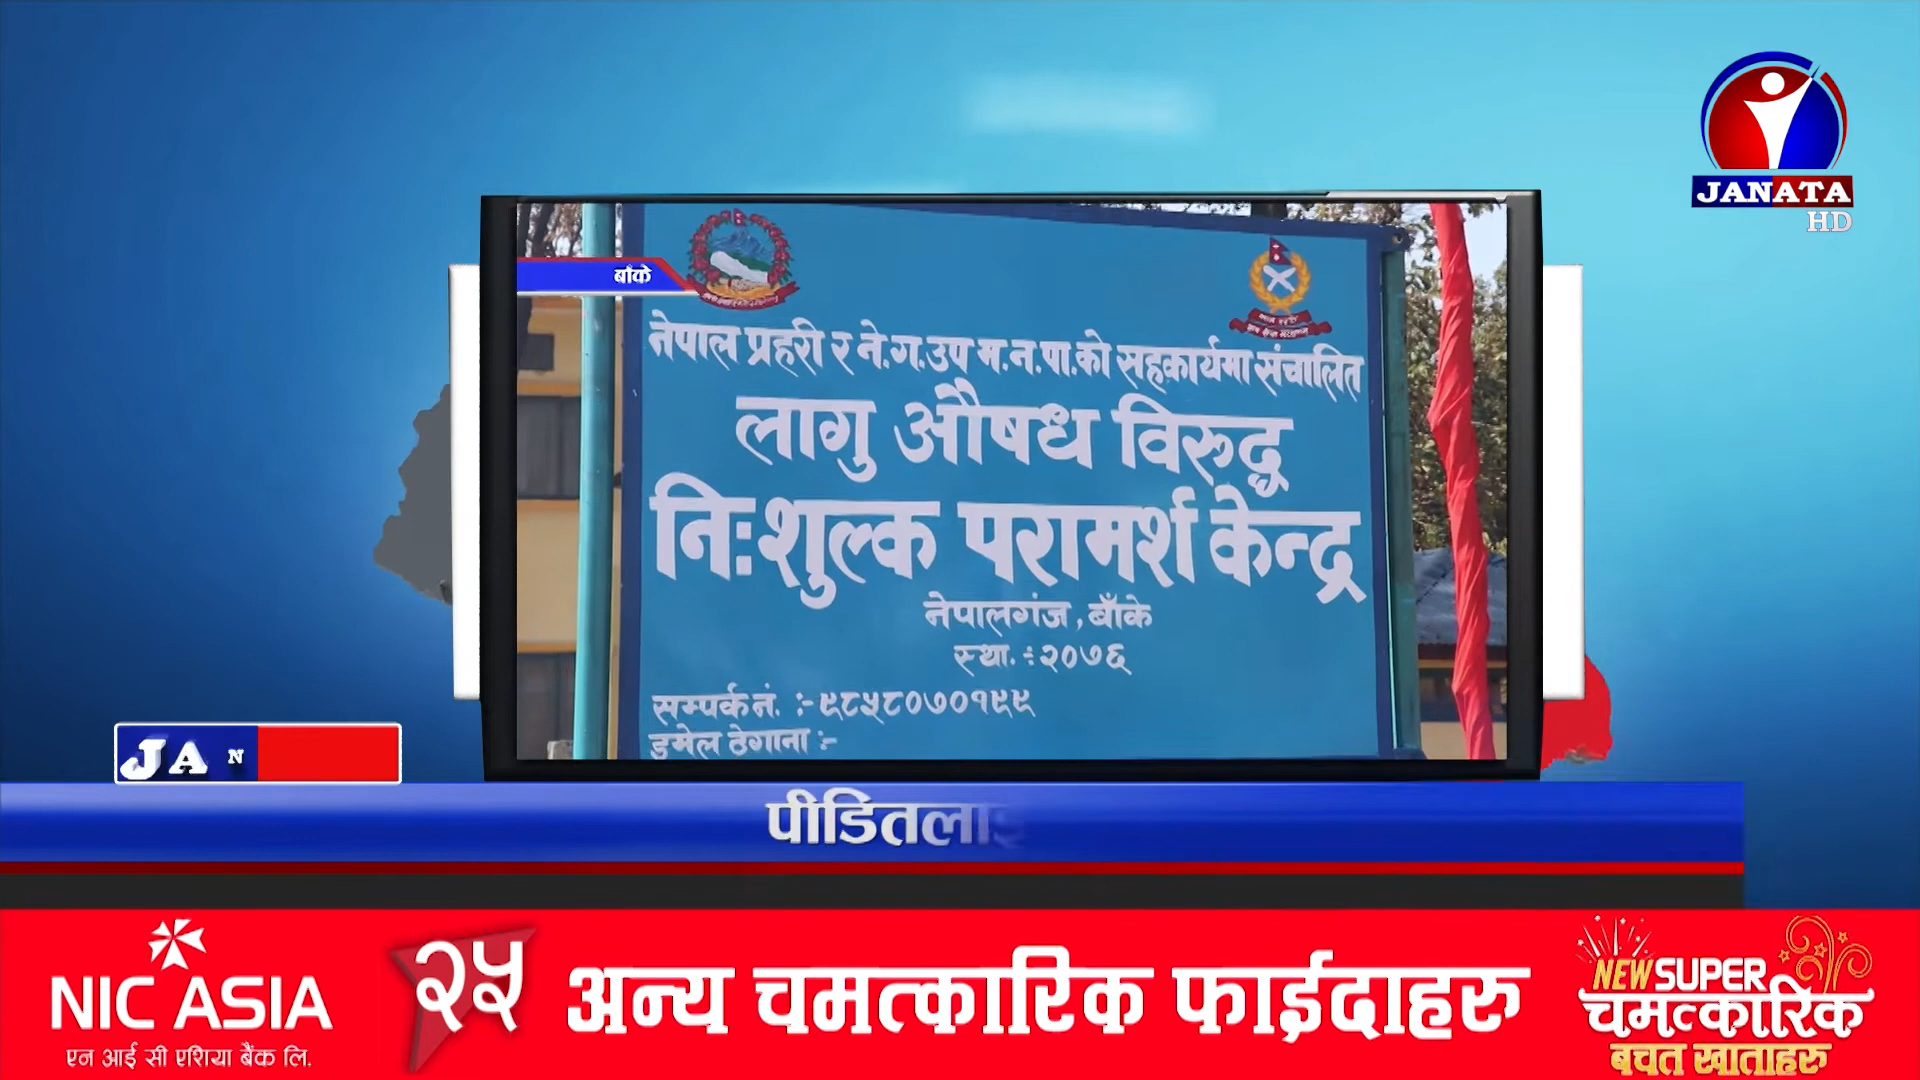 JANATA
HD
बाँके
नेपाल प्रहरी र ने.ग.उप म.न.पा.को सहकार्यमा संचालित
लागु औषध विरुद्ध
निःशुल्क परामर्श केन्द्र
नेपालगंज, बाँके
स्था. ÷ २०७६
सम्पर्क नं. :- ९८५८०७०१९९
इमेल ठेगाना :-
JAN
पीडितलाइ
NIC ASIA
एन आई सी एशिया बैंक लि.
२५ अन्य चमत्कारिक फाईदाहरु
NEW SUPER
चमत्कारिक
बचत खाताहरु